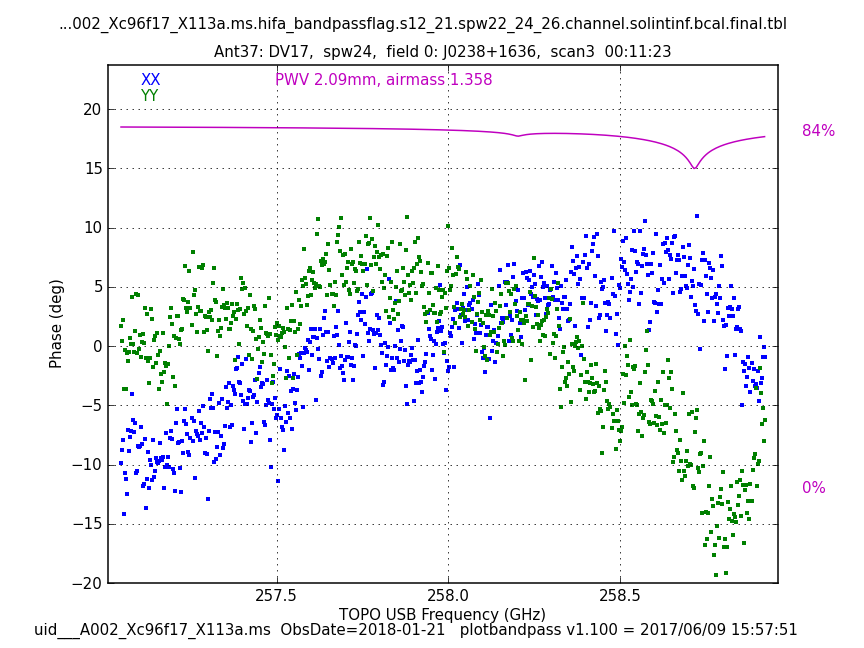 ...002_Xc96f17_X113a.ms.hifa_bandpassflag.s12_21.spw22_24_26.channel.solintinf.bcal.final.tbl
Ant37: DV17, spw24, field 0: J0238+1636, scan3 00:11:23
XX PWV 2.09mm, airmass 1.358
YY
20
84%
15
10
5
Phase (deg)
0
−5
−10
0%
−15
−20
257.5 258.0 258.5
TOPO USB Frequency (GHz)
uid___A002_Xc96f17_X113a.ms ObsDate=2018-01-21 plotbandpass v1.100 = 2017/06/09 15:57:51